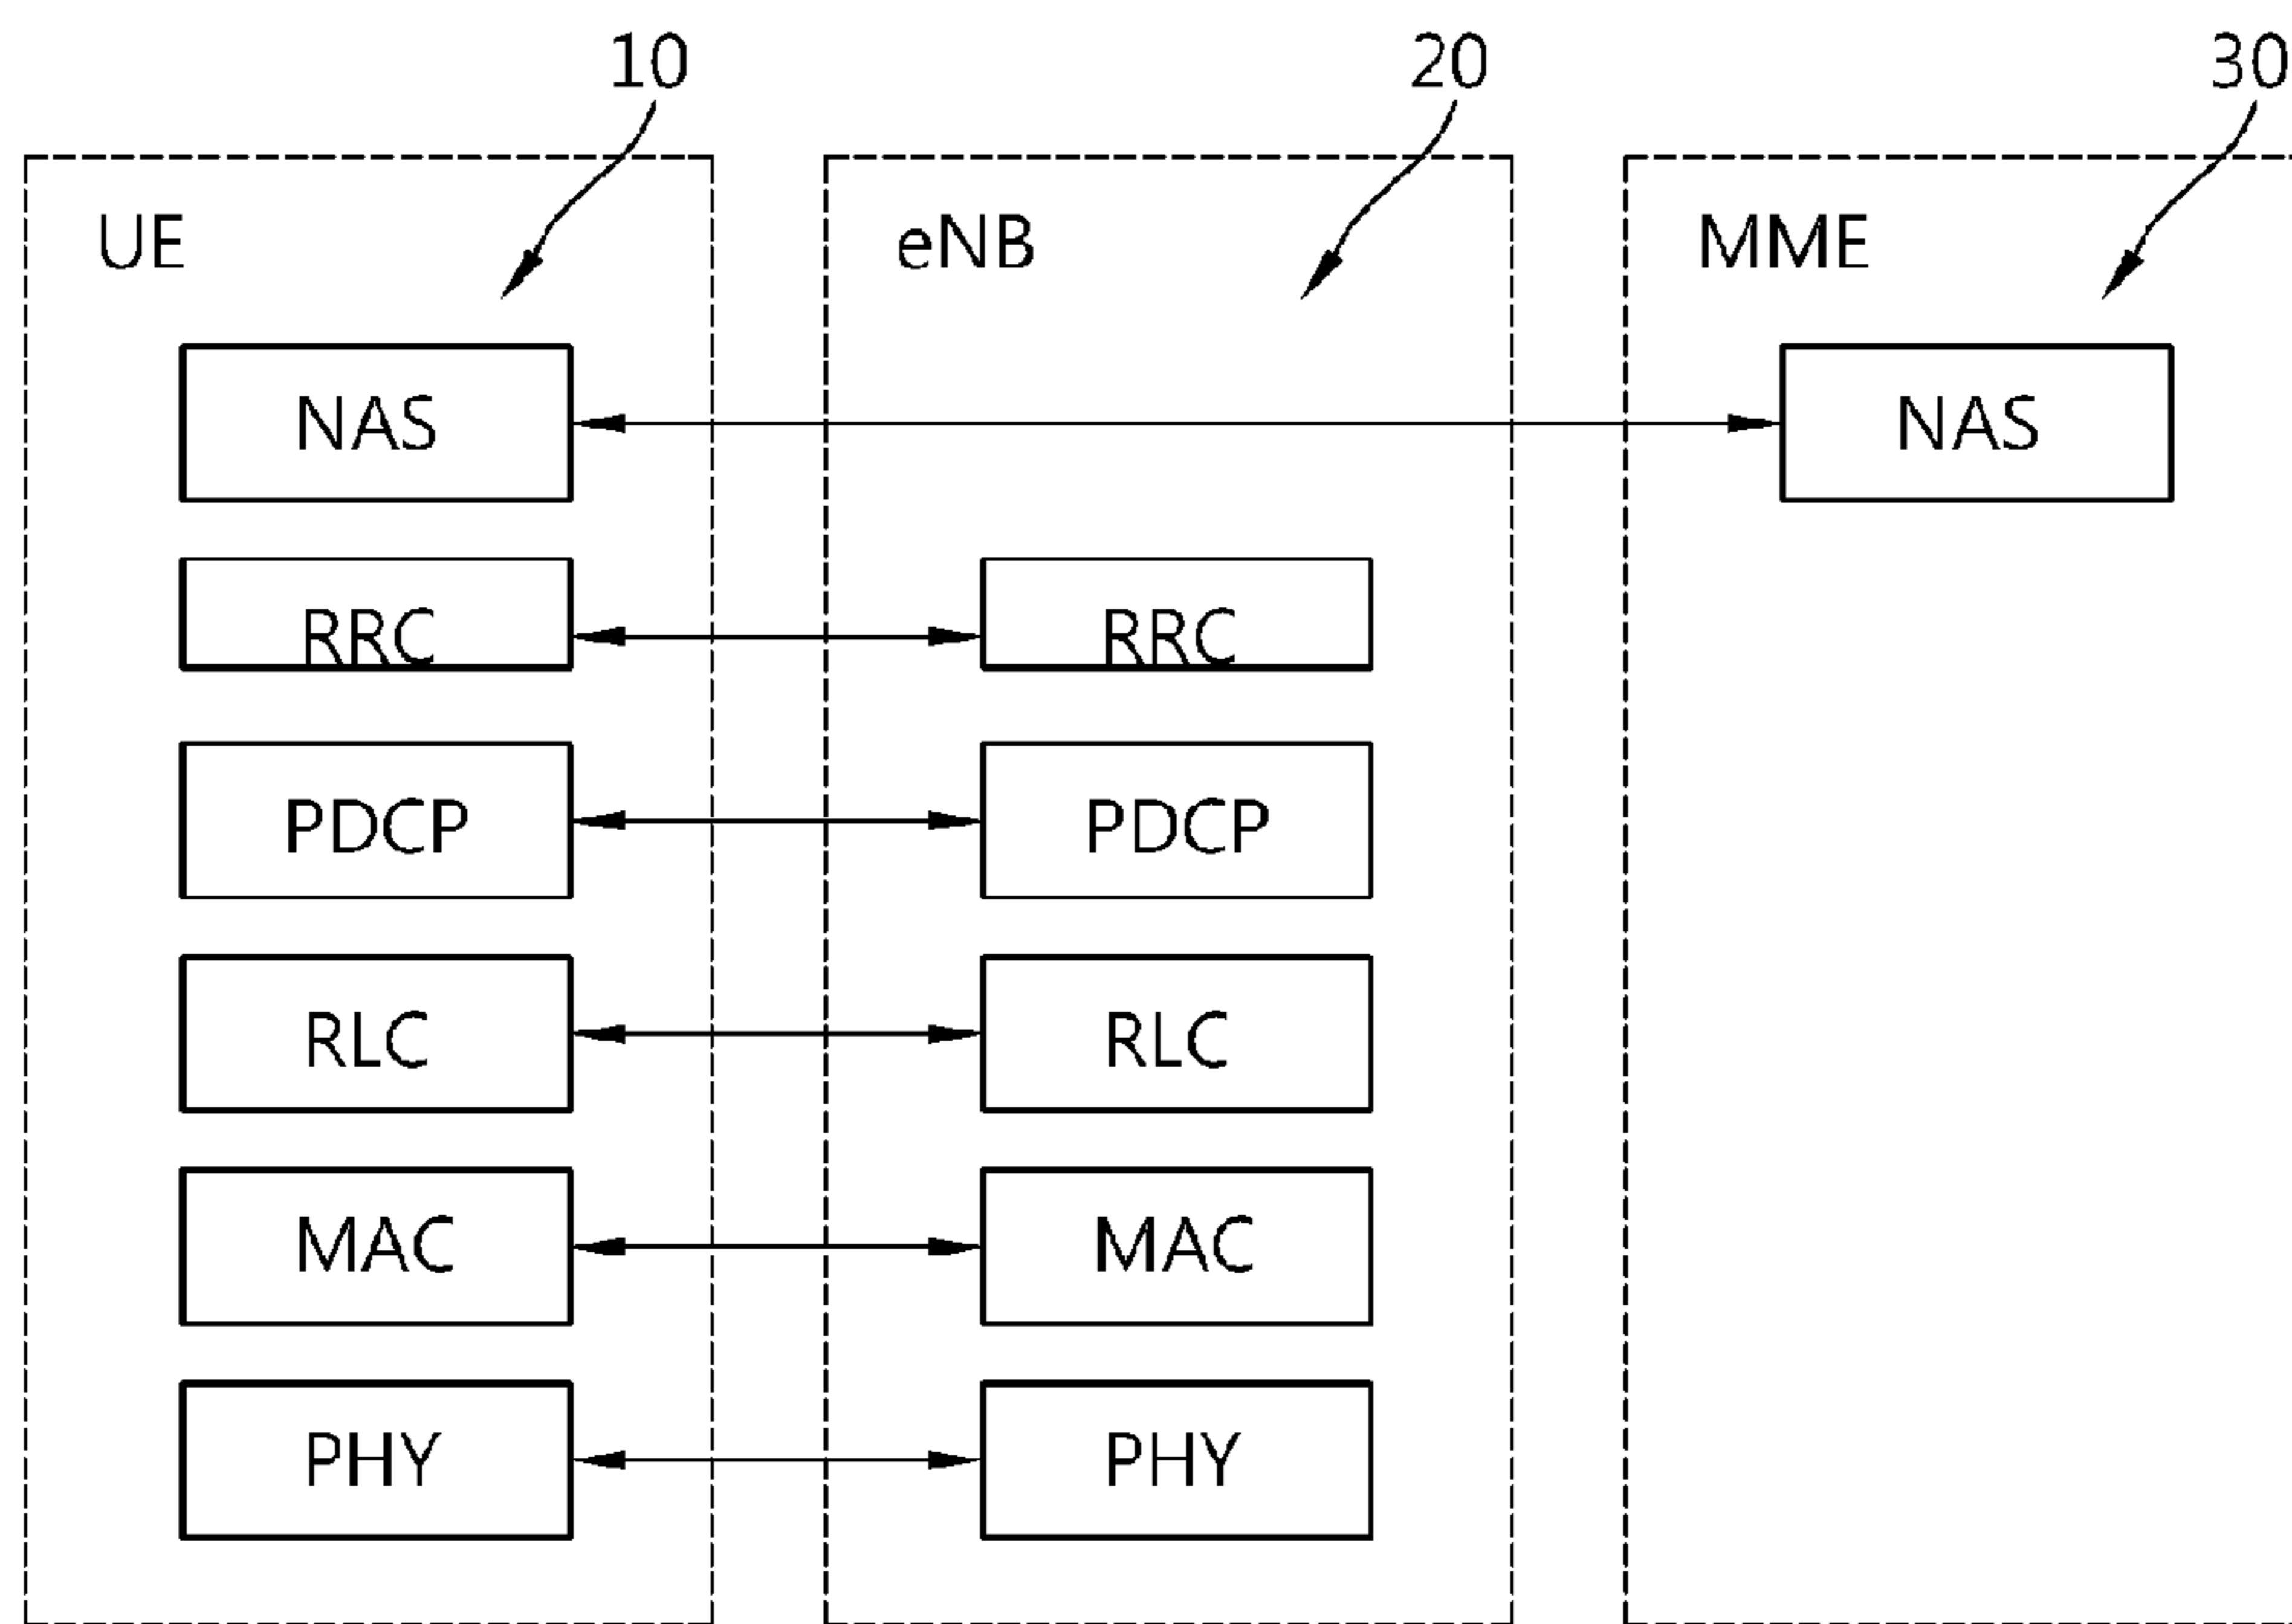 10 20 30
UE eNB MME
NAS NAS
RRC RRC
PDCP PDCP
RLC RLC
MAC MAC
PHY PHY